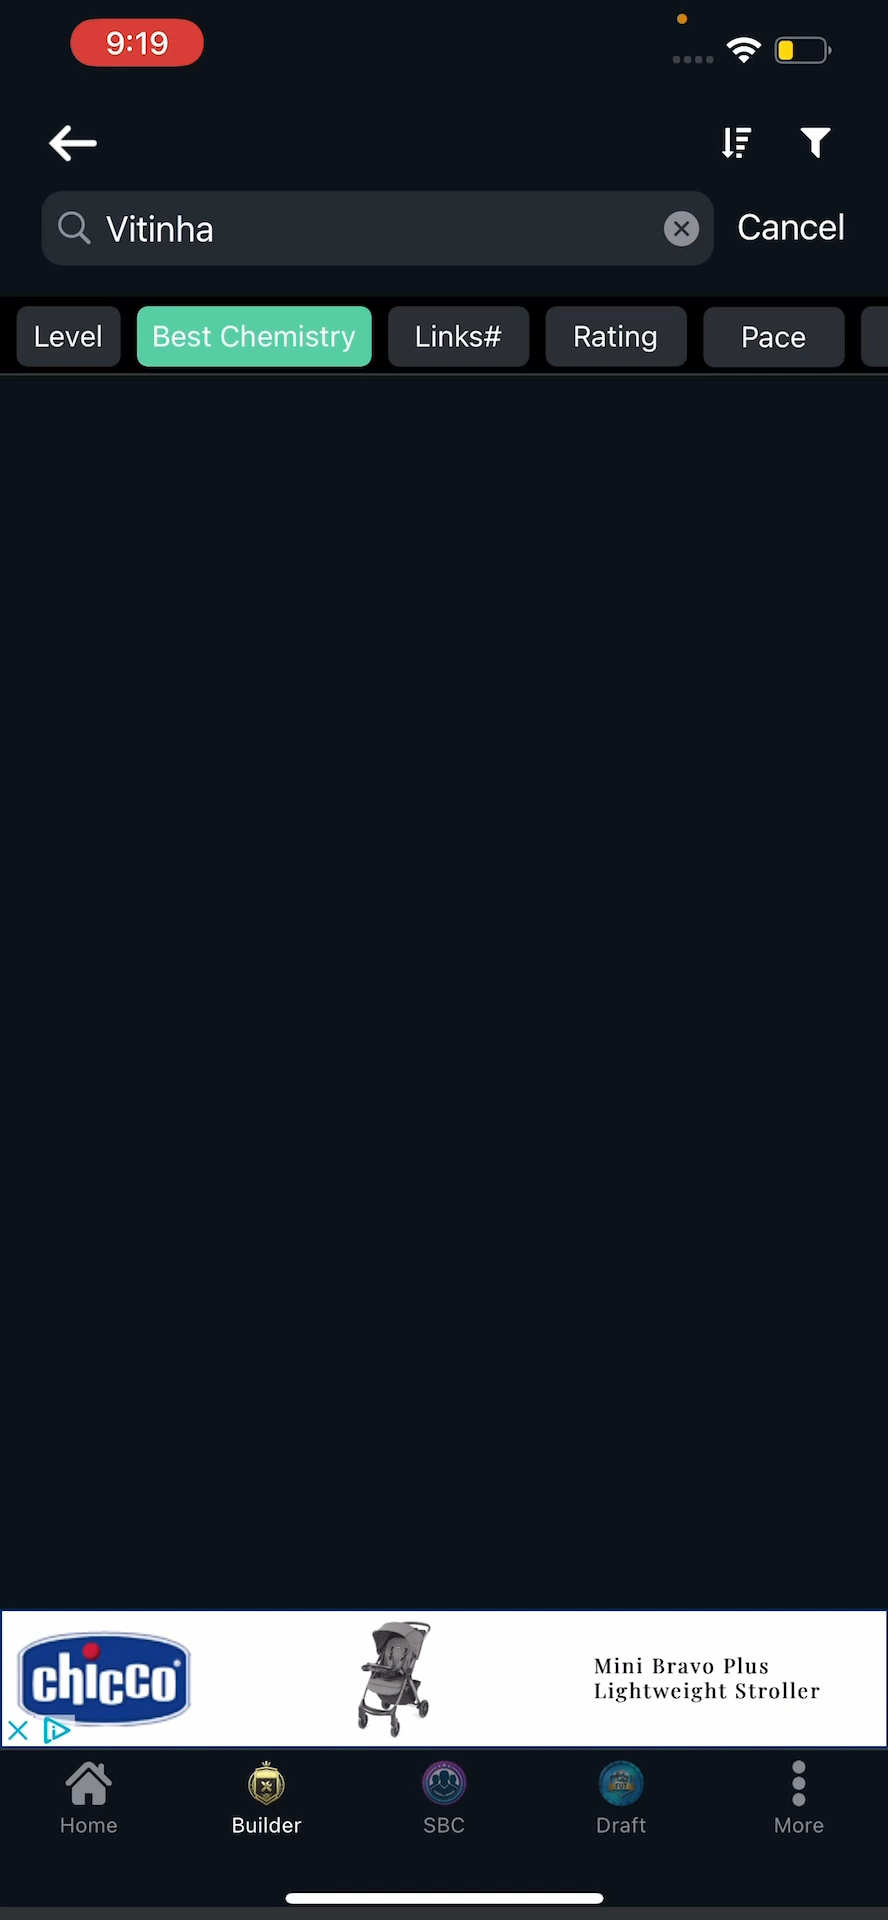 9:19
Vitinha
Cancel
Level Best Chemistry Links# Rating Pace
chicco
Mini Bravo Plus
Lightweight Stroller
Home Builder SBC Draft More